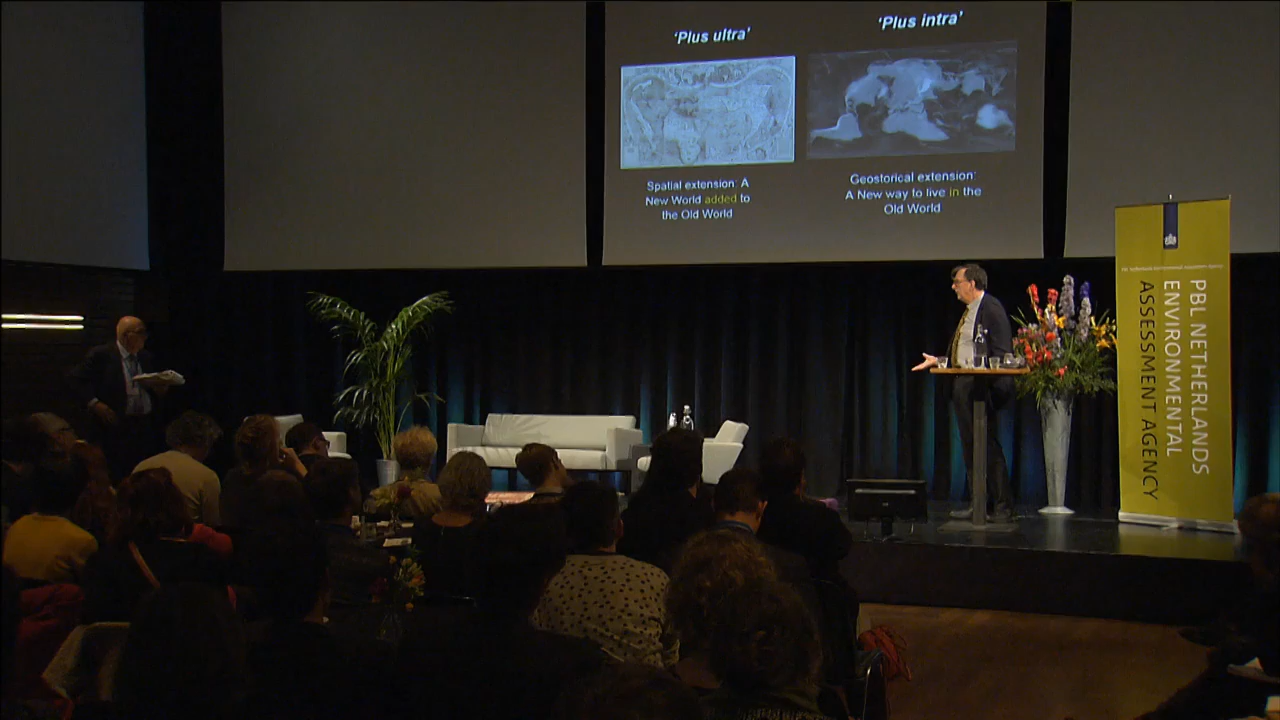 'Plus ultra'
'Plus intra'
Spatial extension: A
New World added to
the Old World
Geostorical extension:
A New way to live in the
Old World
PBL NETHERLANDS
ENVIRONMENTAL
ASSESSMENT AGENCY